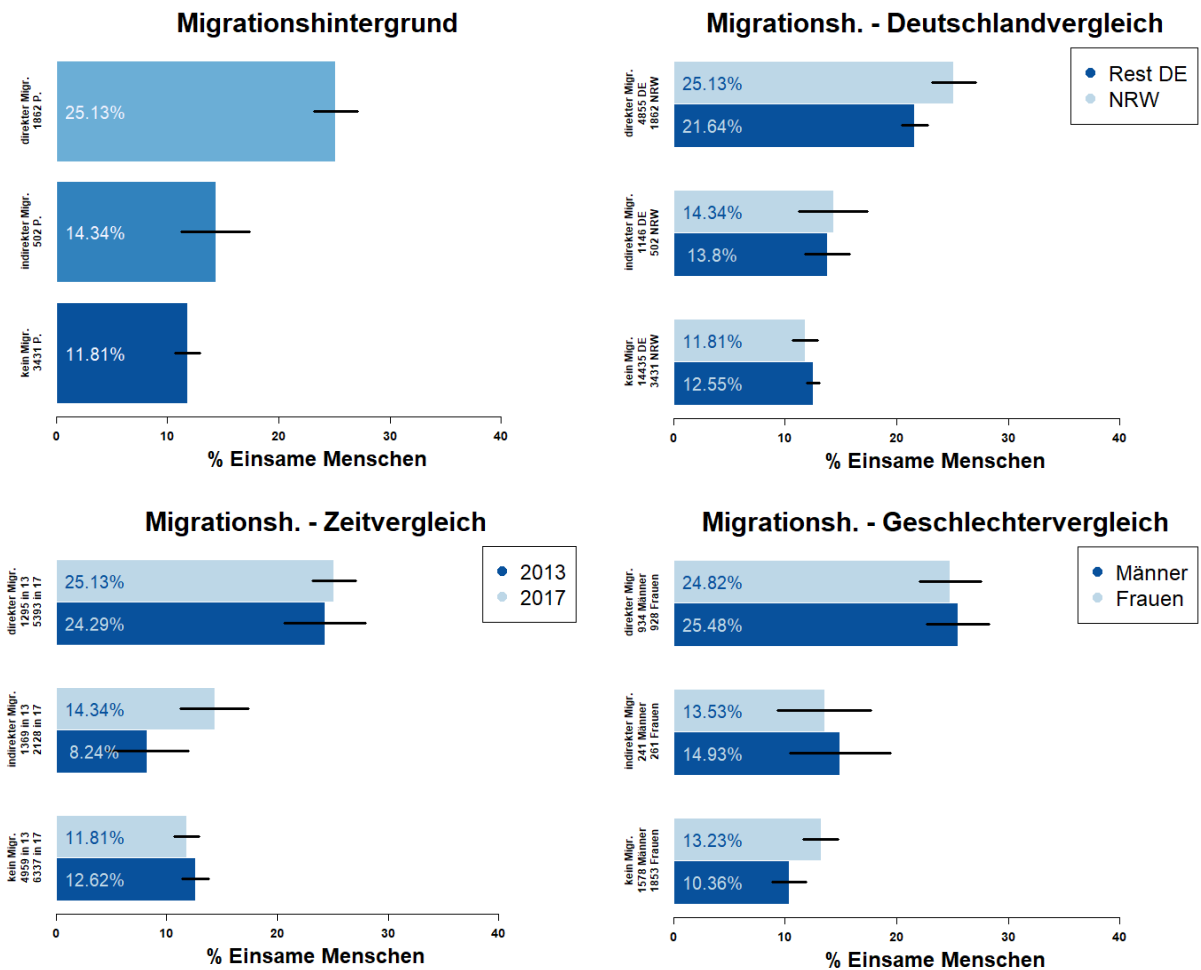 Migrationshintergrund
direkter Migr.
1862 P.
25.13%
indirekter Migr.
502 P.
14.34%
kein Migr.
3431 P.
11.81%
0 10 20 30 40
% Einsame Menschen
Migrationsh. - Deutschlandvergleich
Rest DE
NRW
direkter Migr.
4855 DE
1862 NRW
25.13%
21.64%
indirekter Migr.
1146 DE
502 NRW
14.34%
13.8%
kein Migr.
14435 DE
3431 NRW
11.81%
12.55%
0 10 20 30 40
% Einsame Menschen
Migrationsh. - Zeitvergleich
2013
2017
direkter Migr.
1295 in 13
5393 in 17
25.13%
24.29%
indirekter Migr.
1369 in 13
2128 in 17
14.34%
8.24%
kein Migr.
4959 in 13
6337 in 17
11.81%
12.62%
0 10 20 30 40
% Einsame Menschen
Migrationsh. - Geschlechtervergleich
Männer
Frauen
direkter Migr.
934 Männer
928 Frauen
24.82%
25.48%
indirekter Migr.
241 Männer
261 Frauen
13.53%
14.93%
kein Migr.
1578 Männer
1853 Frauen
13.23%
10.36%
0 10 20 30 40
% Einsame Menschen